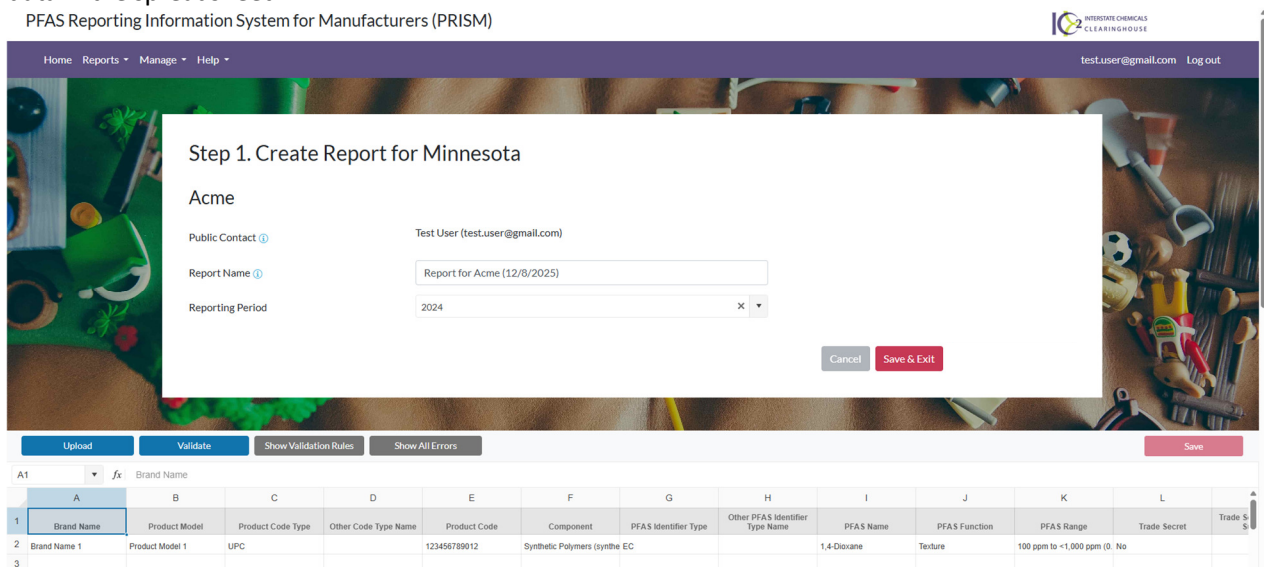 PFAS Reporting Information System for Manufacturers (PRISM)
IC2 INTERSTATE CHEMICALS CLEARINGHOUSE
Home Reports Manage Help test.user@gmail.com Log out
Step 1. Create Report for Minnesota
Acme
Public Contact Test User (test.user@gmail.com)
Report Name Report for Acme (12/8/2025)
Reporting Period 2024
Cancel Save & Exit
Upload Validate Show Validation Rules Show All Errors Save
A1 fx Brand Name
A B C D E F G H I J K L
1 Brand Name Product Model Product Code Type Other Code Type Name Product Code Component PFAS Identifier Type Other PFAS Identifier Type Name PFAS Name PFAS Function PFAS Range Trade Secret Trade S
2 Brand Name 1 Product Model 1 UPC 123456789012 Synthetic Polymers (synthe EC 1,4-Dioxane Texture 100 ppm to <1,000 ppm (0. No
3